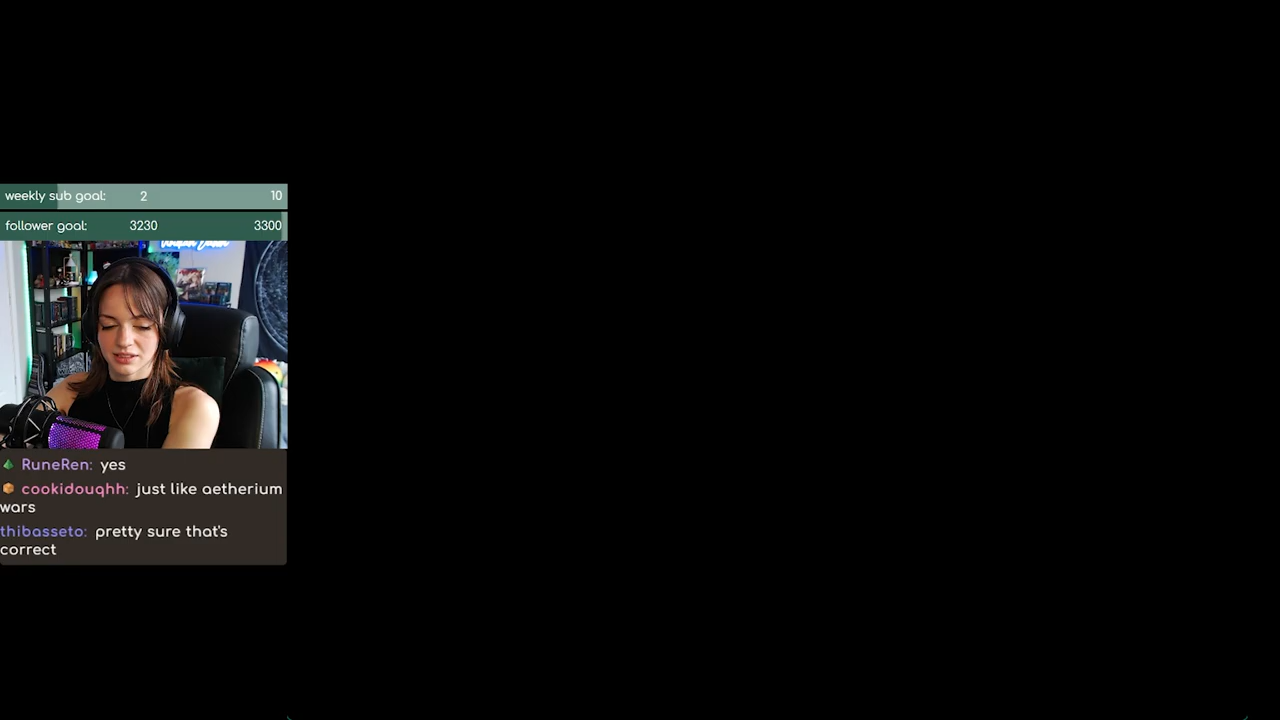 weekly sub goal: 2 10
follower goal: 3230 3300
RuneRen: yes
cookidouqhh: just like aetherium
wars
thibasseto: pretty sure that's
correct